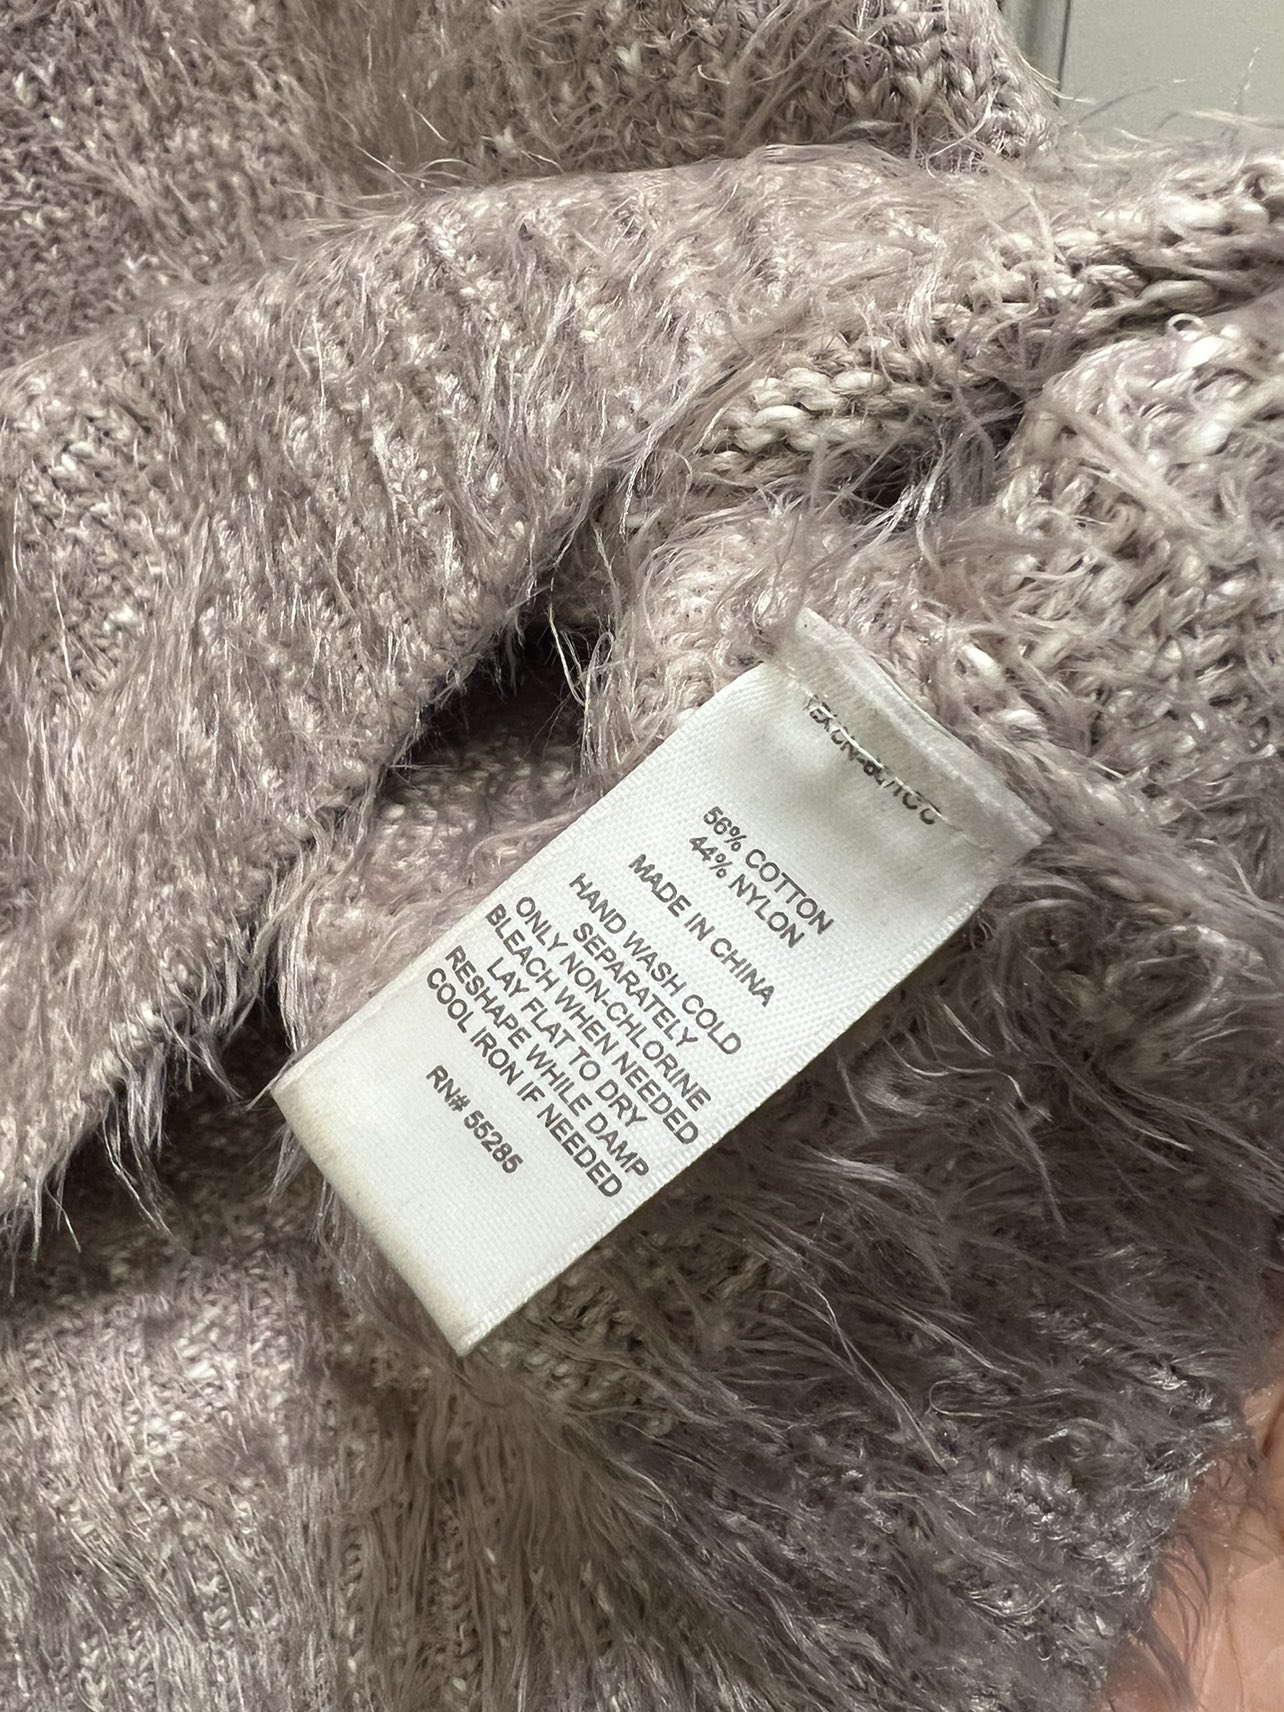 56% COTTON
44% NYLON
MADE IN CHINA
HAND WASH COLD
SEPARATELY
ONLY NON-CHLORINE
BLEACH WHEN NEEDED
LAY FLAT TO DRY
RESHAPE WHILE DAMP
COOL IRON IF NEEDED
RN# 55285